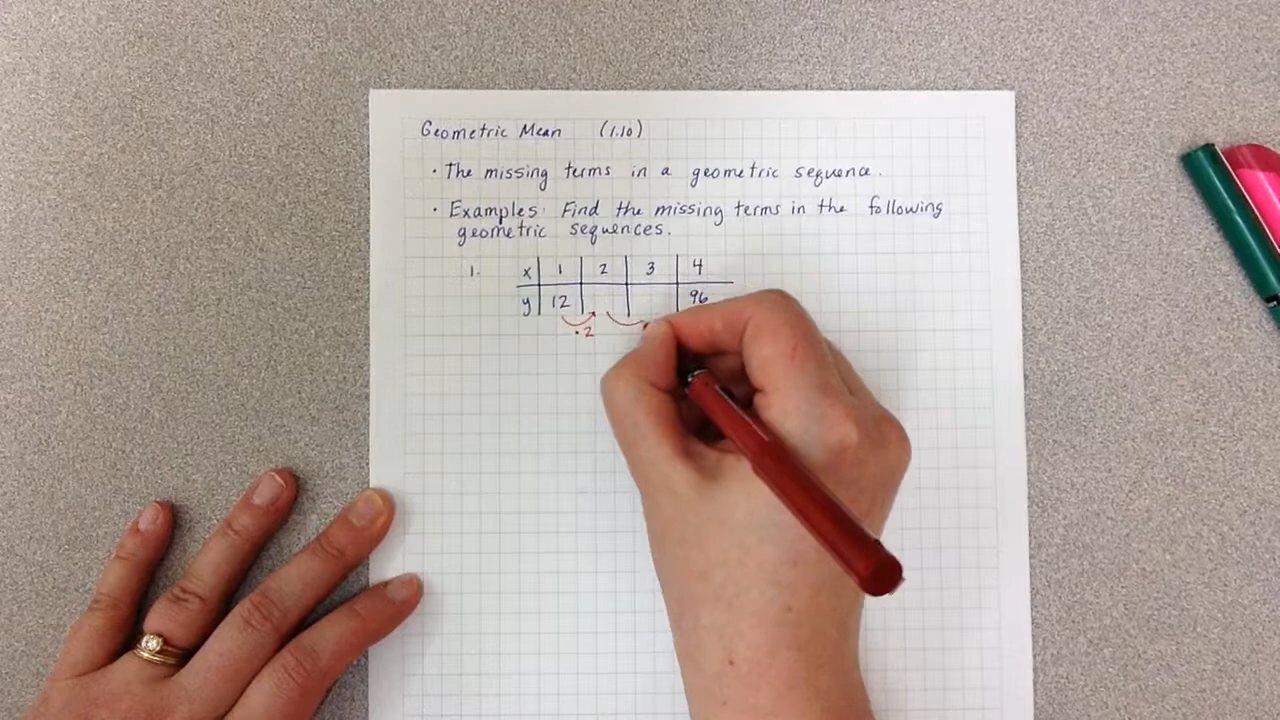 Geometric Mean (1.10)
· The missing terms in a geometric sequence.
· Examples: Find the missing terms in the following
geometric sequences.
1. x 1 2 3 4
y 12 96
· 2